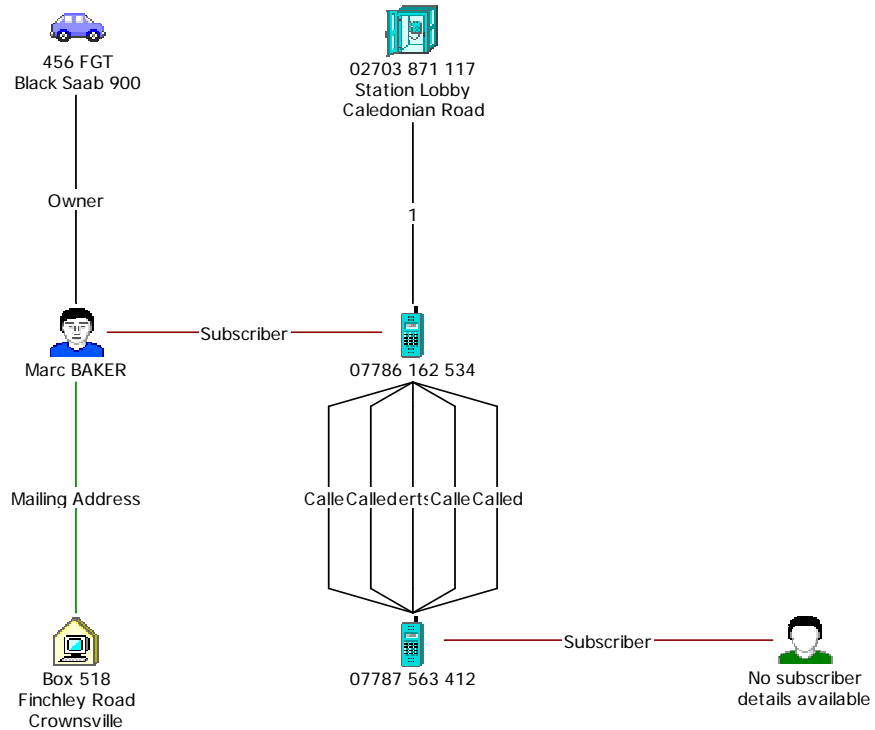 456 FGT
Black Saab 900
02703 871 117
Station Lobby
Caledonian Road
Owner
1
Subscriber
Marc BAKER
07786 162 534
Mailing Address
Called
Called
Box 518
Finchley Road
Crownsville
07787 563 412
Subscriber
No subscriber
details available